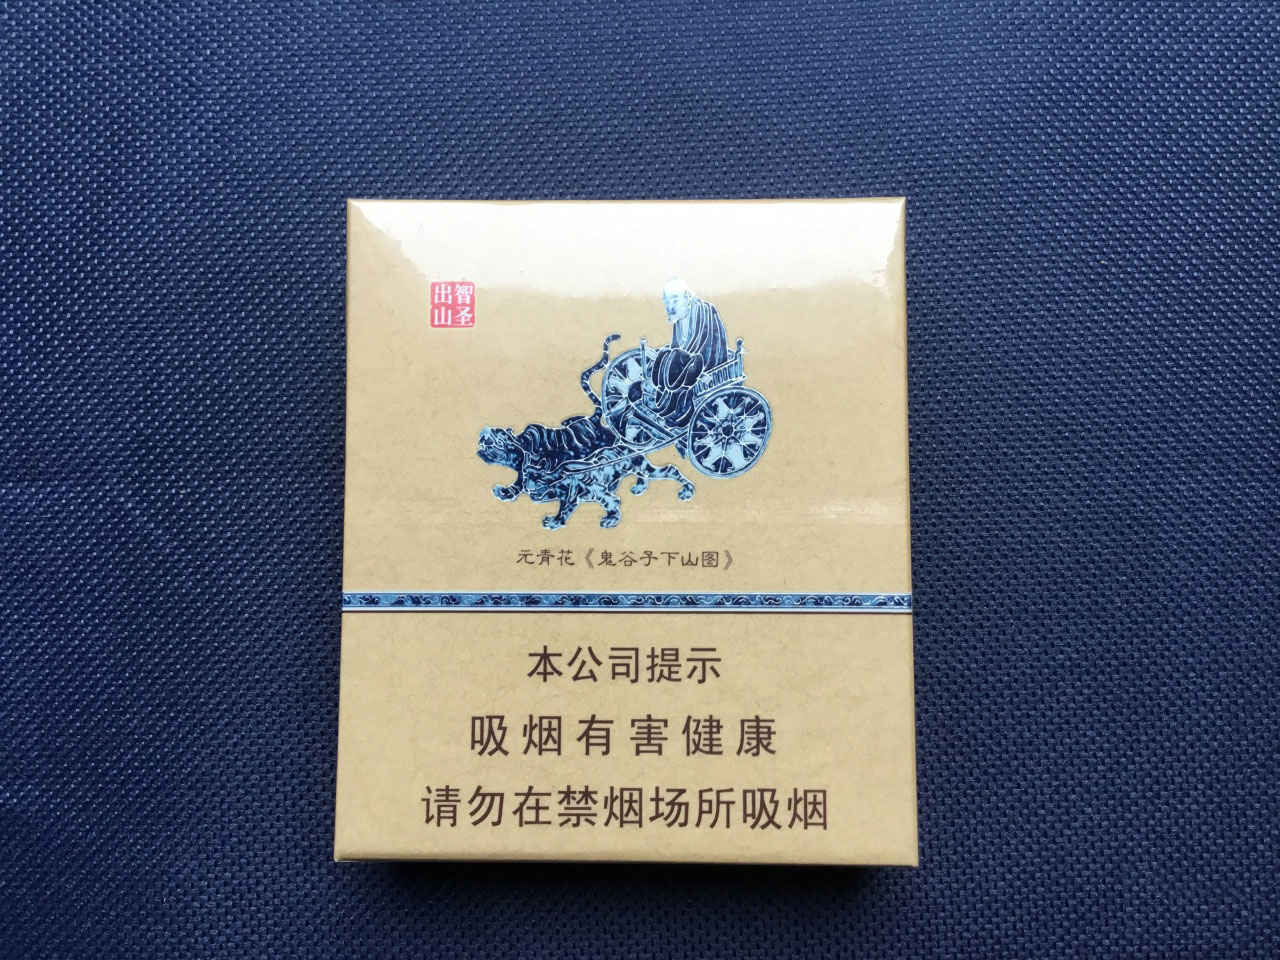 智圣
出山
元青花《鬼谷子下山图》
本公司提示
吸烟有害健康
请勿在禁烟场所吸烟